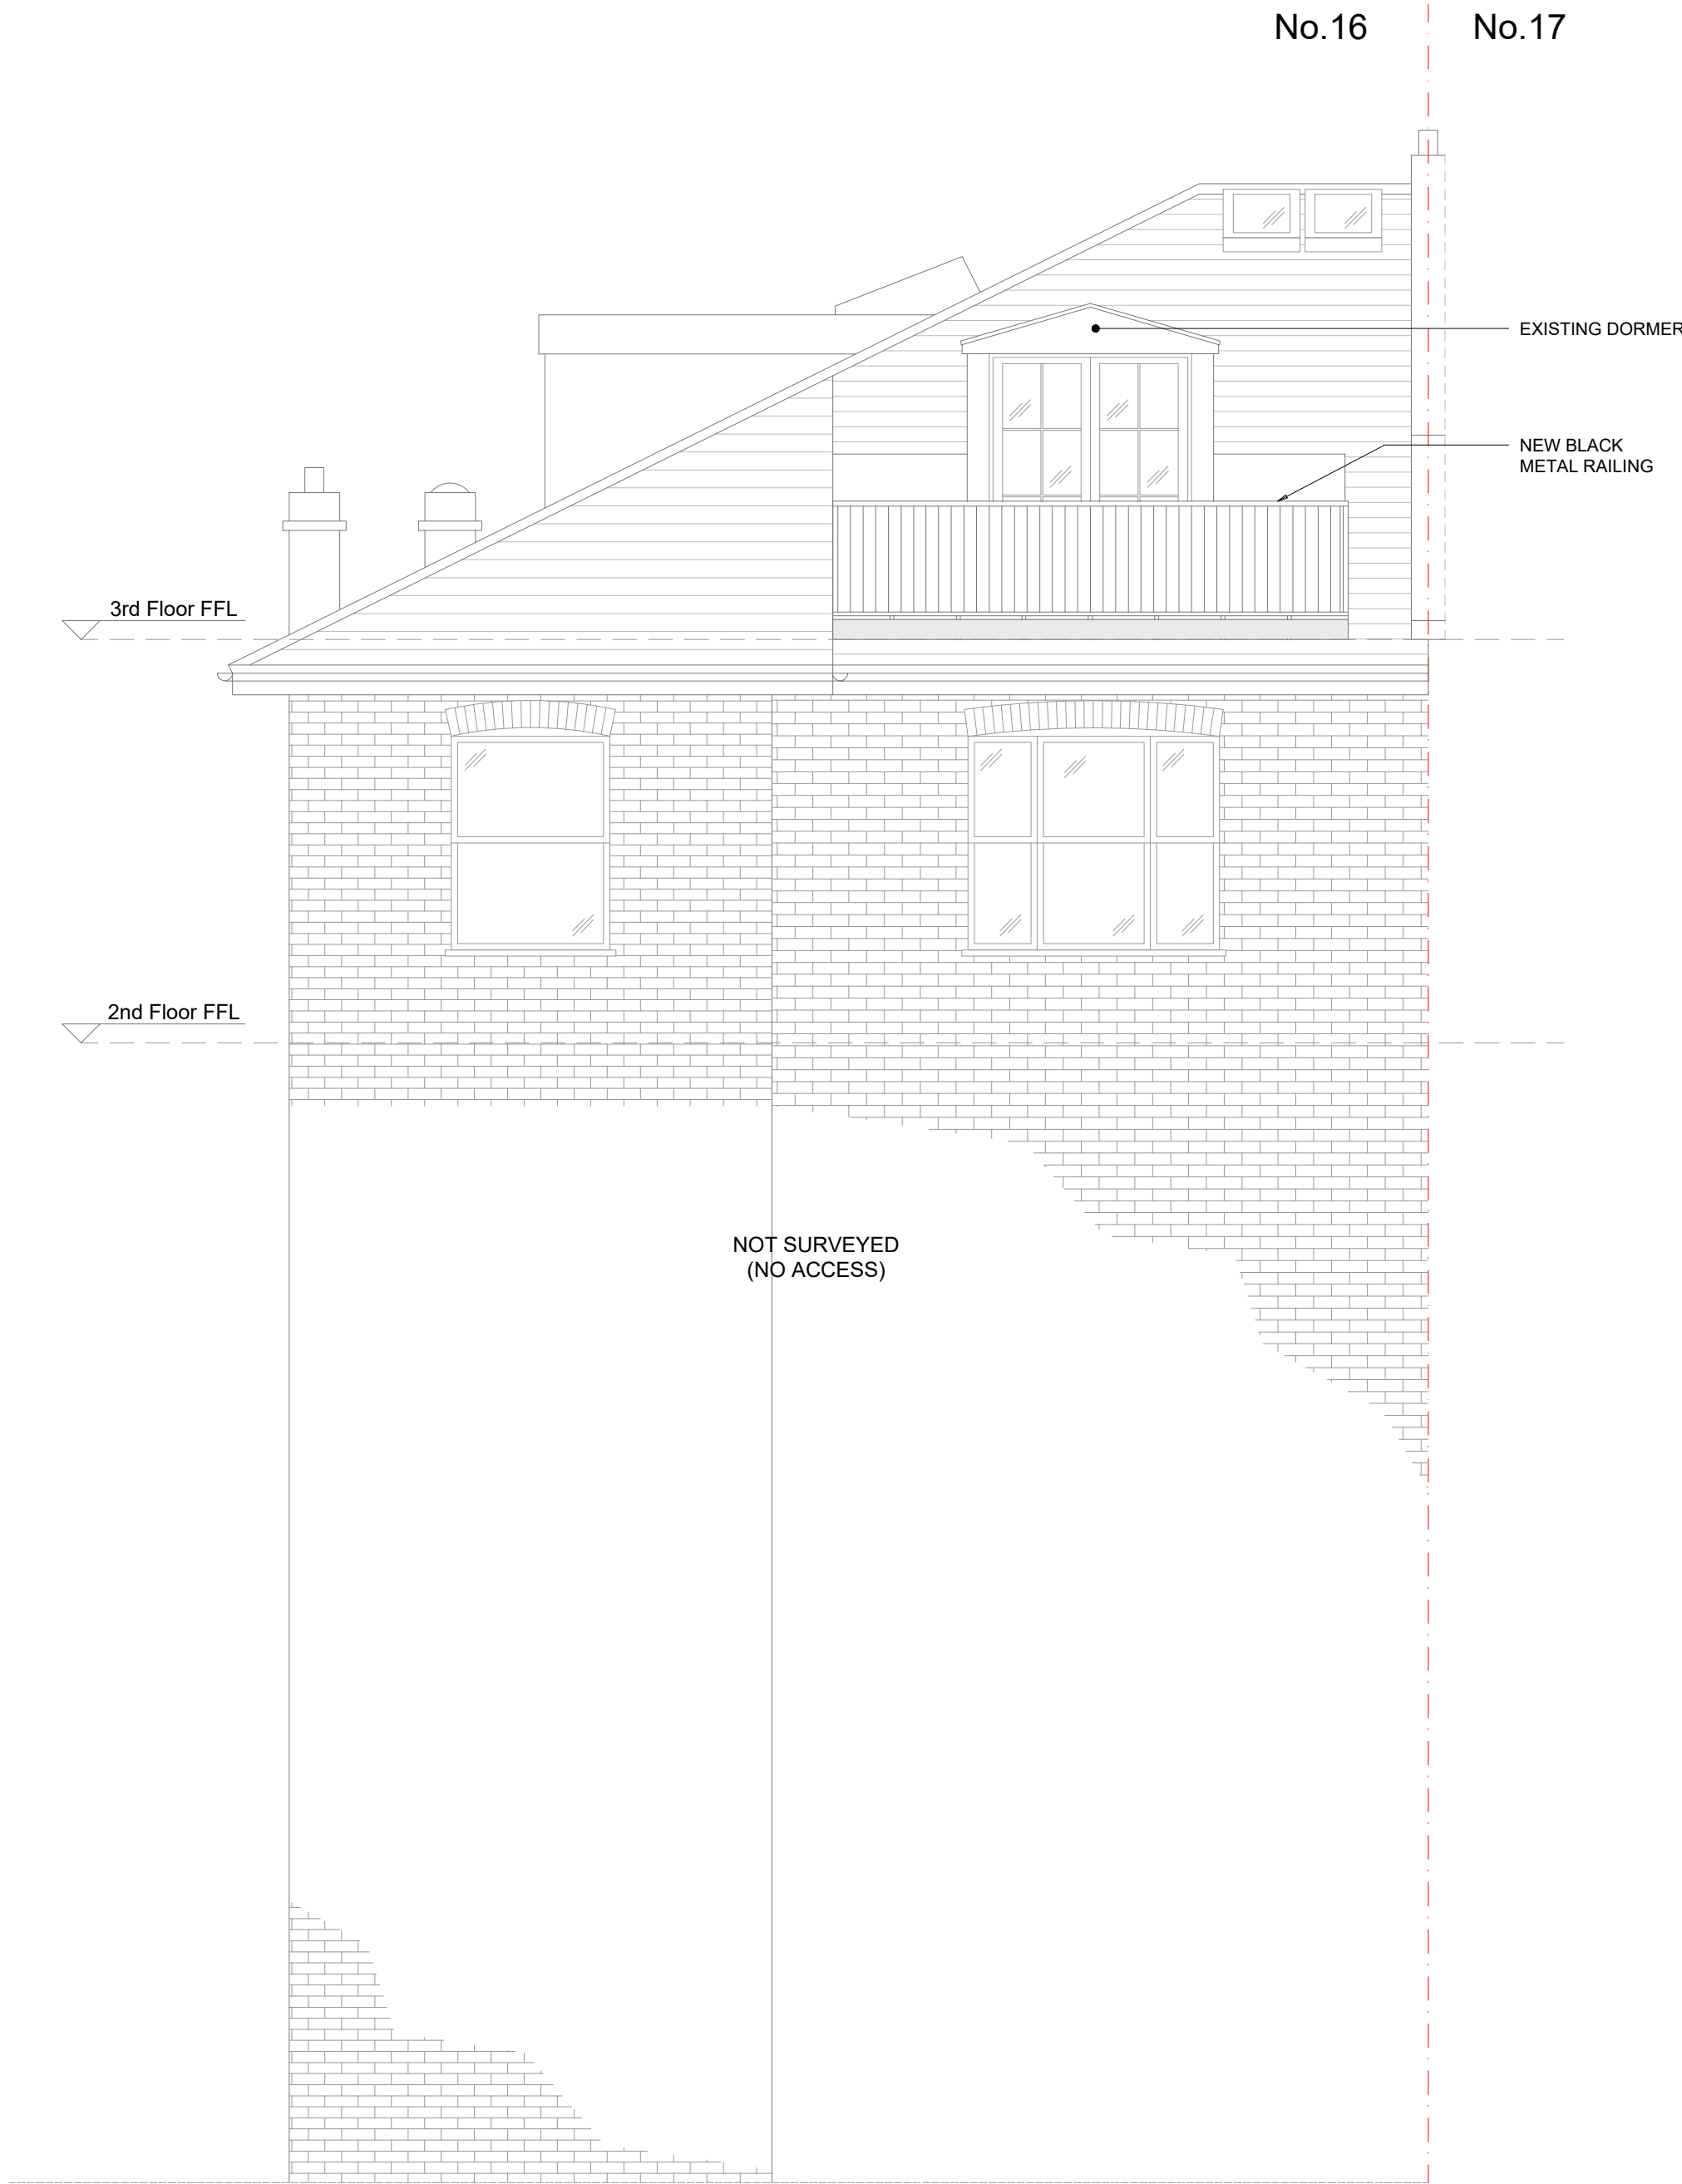 No.16
No.17
EXISTING DORMER
NEW BLACK
METAL RAILING
3rd Floor FFL
2nd Floor FFL
NOT SURVEYED
(NO ACCESS)